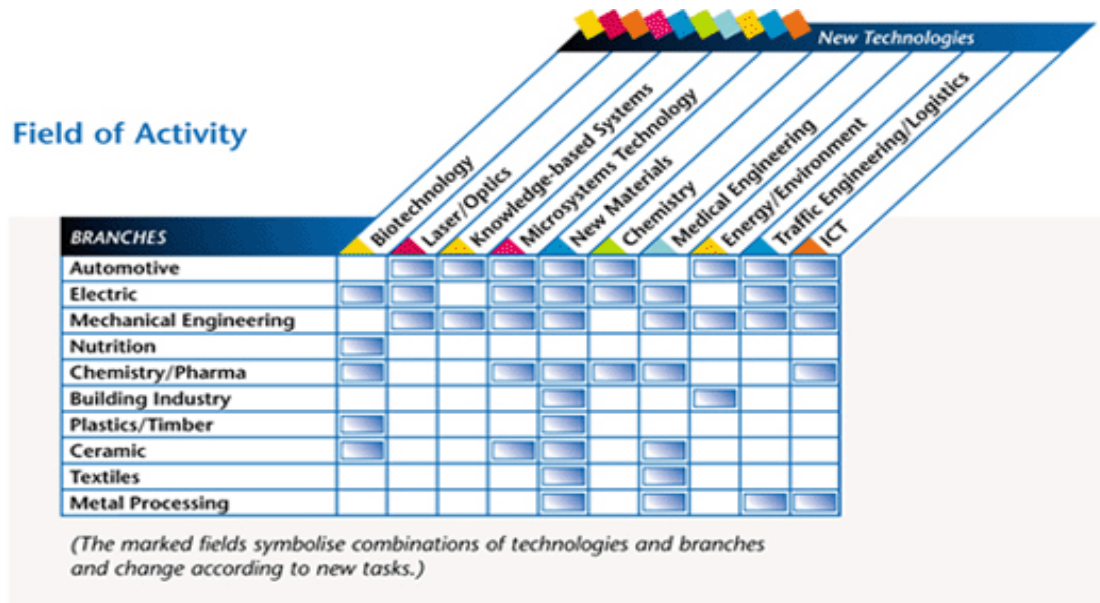 New Technologies
Field of Activity
Biotechnology
Laser/Optics
Knowledge-based Systems
Microsystems Technology
New Materials
Chemistry
Medical Engineering
Energy/Environment
Traffic Engineering/Logistics
ICT
BRANCHES
Automotive
Electric
Mechanical Engineering
Nutrition
Chemistry/Pharma
Building Industry
Plastics/Timber
Ceramic
Textiles
Metal Processing
(The marked fields symbolise combinations of technologies and branches
and change according to new tasks.)